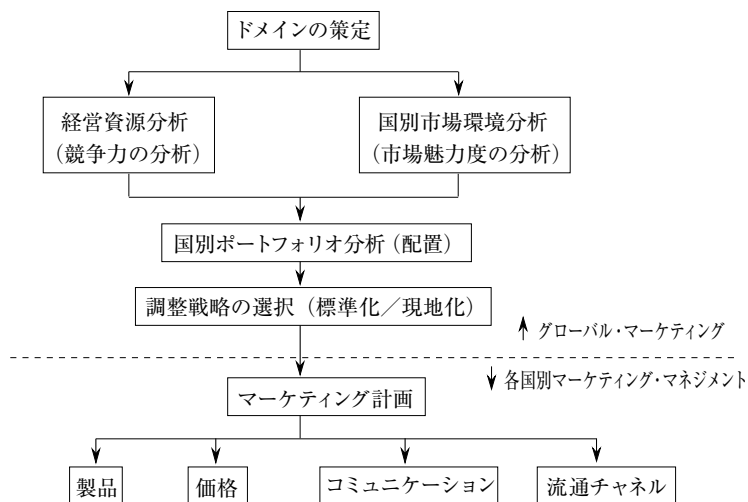 ドメインの策定
経営資源分析
(競争力の分析)
国別市場環境分析
(市場魅力度の分析)
国別ポートフォリオ分析(配置)
調整戦略の選択(標準化/現地化)
グローバル・マーケティング
各国別マーケティング・マネジメント
マーケティング計画
製品
価格
コミュニケーション
流通チャネル